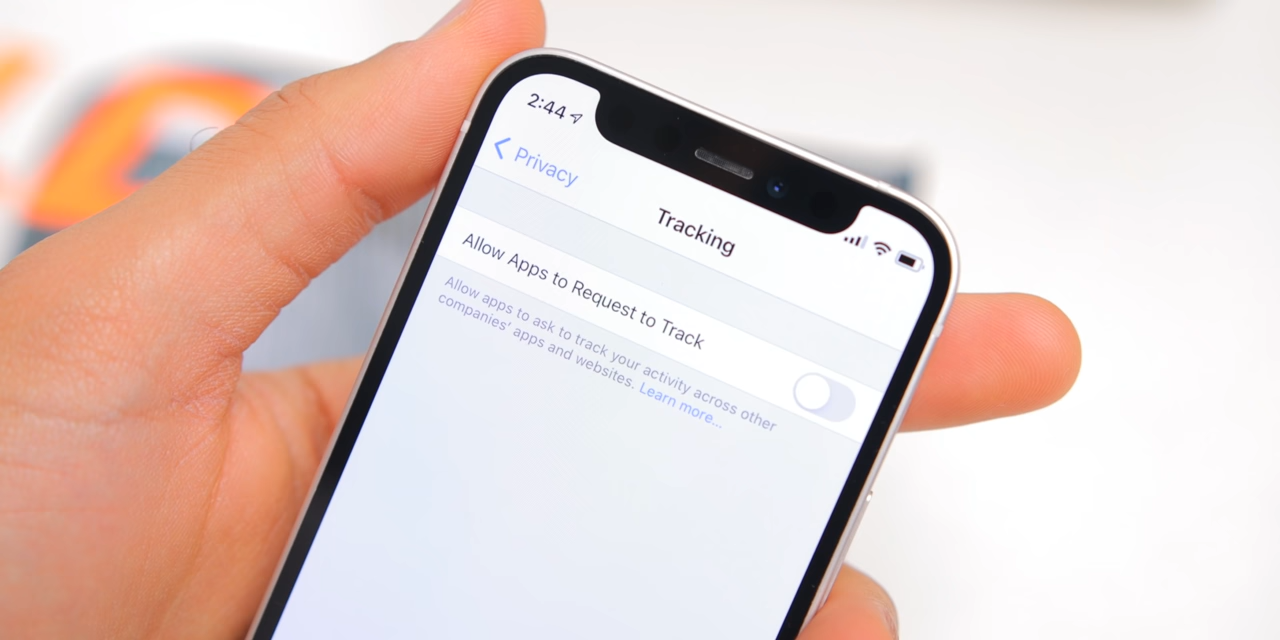 2:44
Privacy
Tracking
Allow Apps to Request to Track
Allow apps to ask to track your activity across other
companies' apps and websites. Learn more...